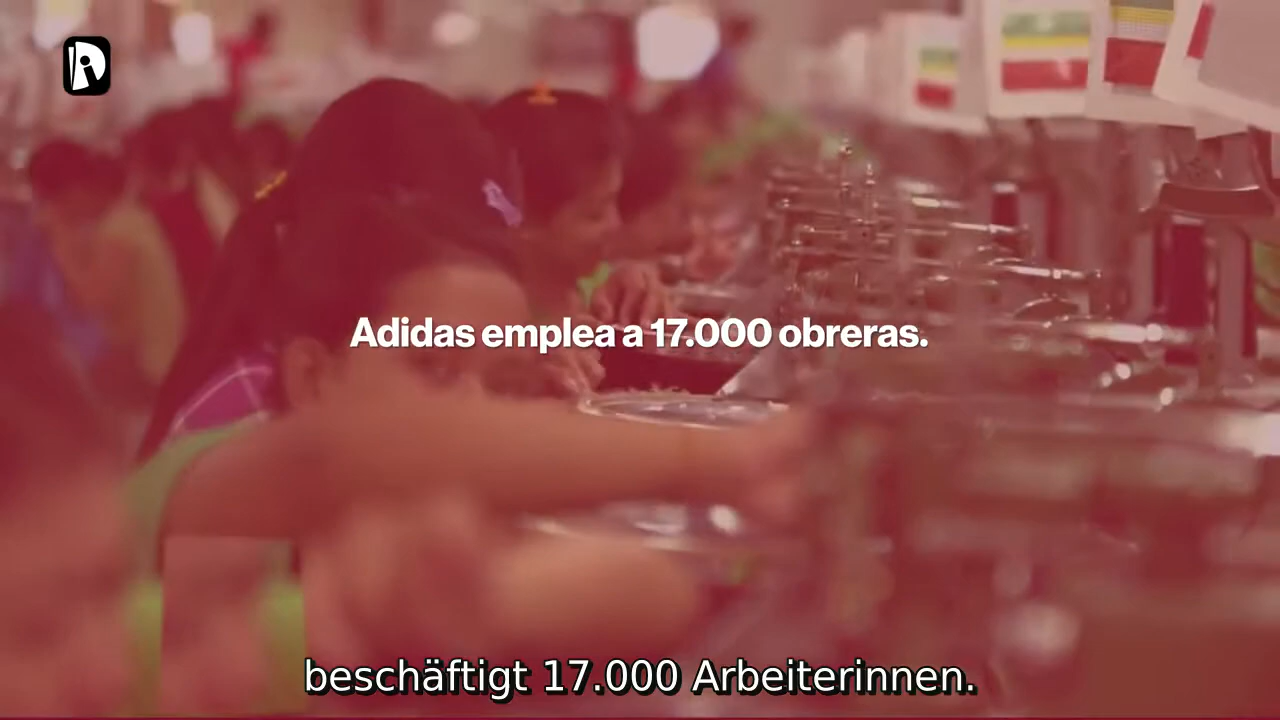 Adidas emplea a 17.000 obreras.
beschäftigt 17.000 Arbeiterinnen.